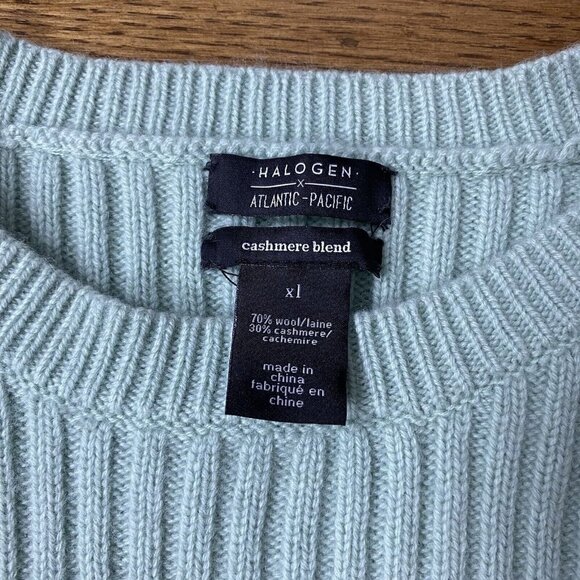 ·HALOGEN·
x
ATLANTIC-PACIFIC
cashmere blend
xl
70% wool/laine
30% cashmere/
cachemire
made in
china
fabriqué en
chine